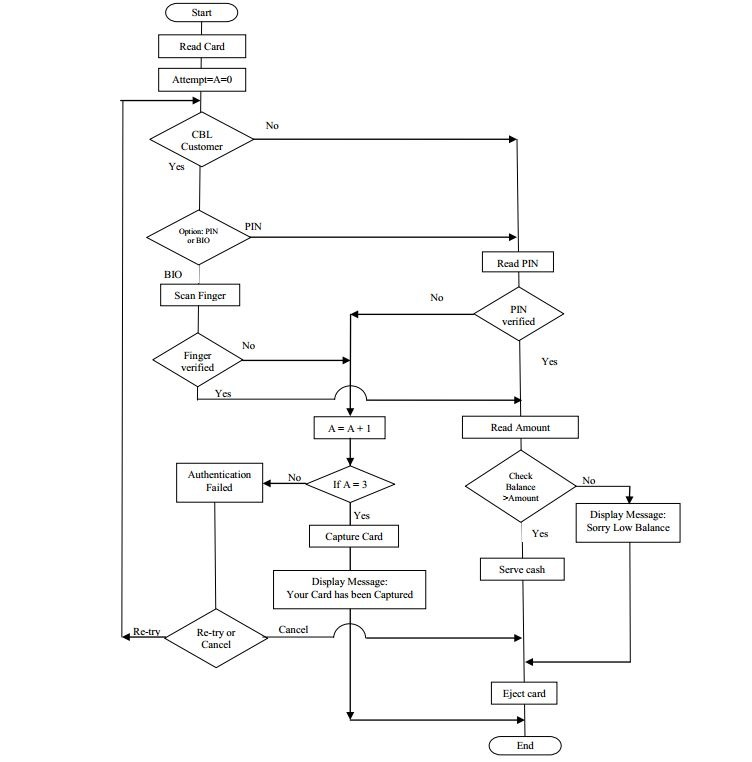 Start
Read Card
Attempt=A=0
CBL
Customer
No
Yes
Option: PIN
or BIO
PIN
BIO
Read PIN
Scan Finger
No
PIN
verified
Finger
verified
No
Yes
Yes
A = A + 1
Read Amount
Authentication
Failed
No
If A = 3
Check
Balance
>Amount
No
Yes
Display Message:
Sorry Low Balance
Capture Card
Yes
Display Message:
Your Card has been Captured
Serve cash
Re-try
Re-try or
Cancel
Cancel
Eject card
End